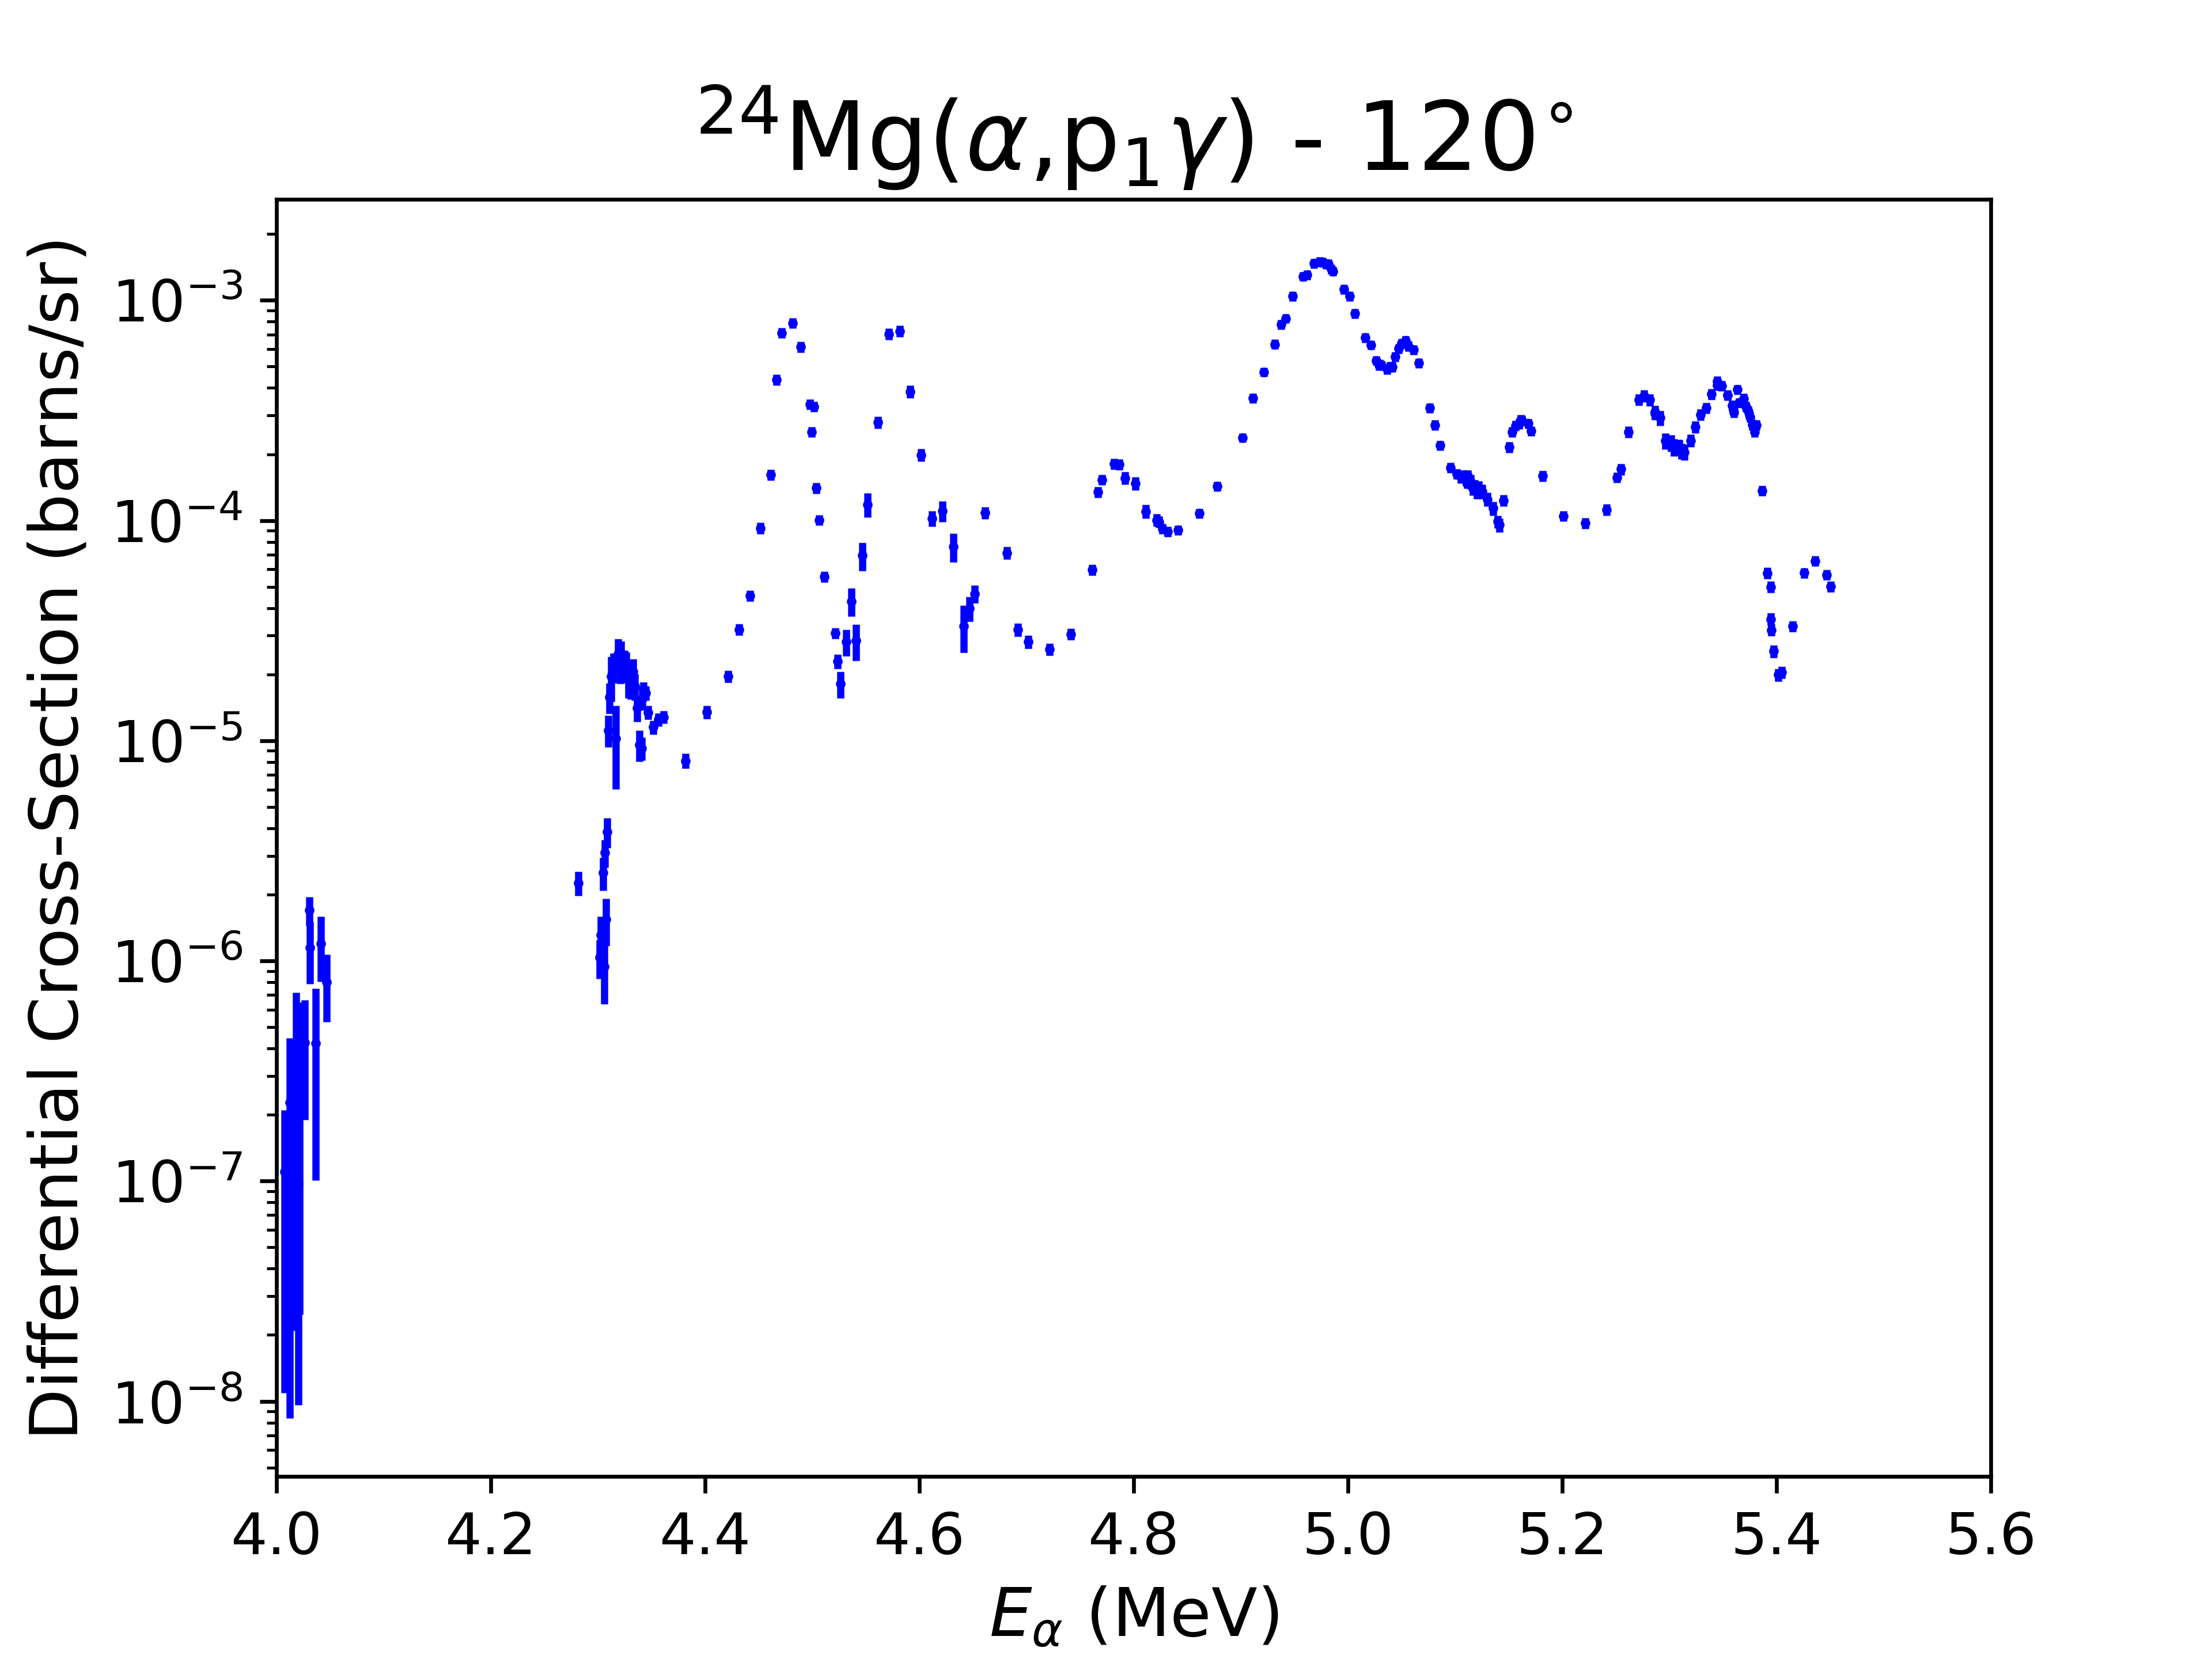 ²⁴Mg(α,p₁γ) - 120°
Differential Cross-Section (barns/sr)
10⁻³
10⁻⁴
10⁻⁵
10⁻⁶
10⁻⁷
10⁻⁸
4.0 4.2 4.4 4.6 4.8 5.0 5.2 5.4 5.6
E_α (MeV)